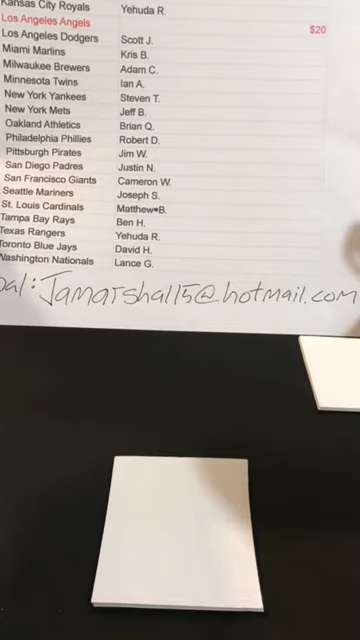 Kansas City Royals Yehuda R.
Los Angeles Angels $20
Los Angeles Dodgers Scott J.
Miami Marlins Kris B.
Milwaukee Brewers Adam C.
Minnesota Twins Ian A.
New York Yankees Steven T.
New York Mets Jeff B.
Oakland Athletics Brian Q.
Philadelphia Phillies Robert D.
Pittsburgh Pirates Jim W.
San Diego Padres Justin N.
San Francisco Giants Cameron W.
Seattle Mariners Joseph S.
St. Louis Cardinals Matthew B.
Tampa Bay Rays Ben H.
Texas Rangers Yehuda R.
Toronto Blue Jays David H.
Washington Nationals Lance G.
pal: Jamarshall5@hotmail.com